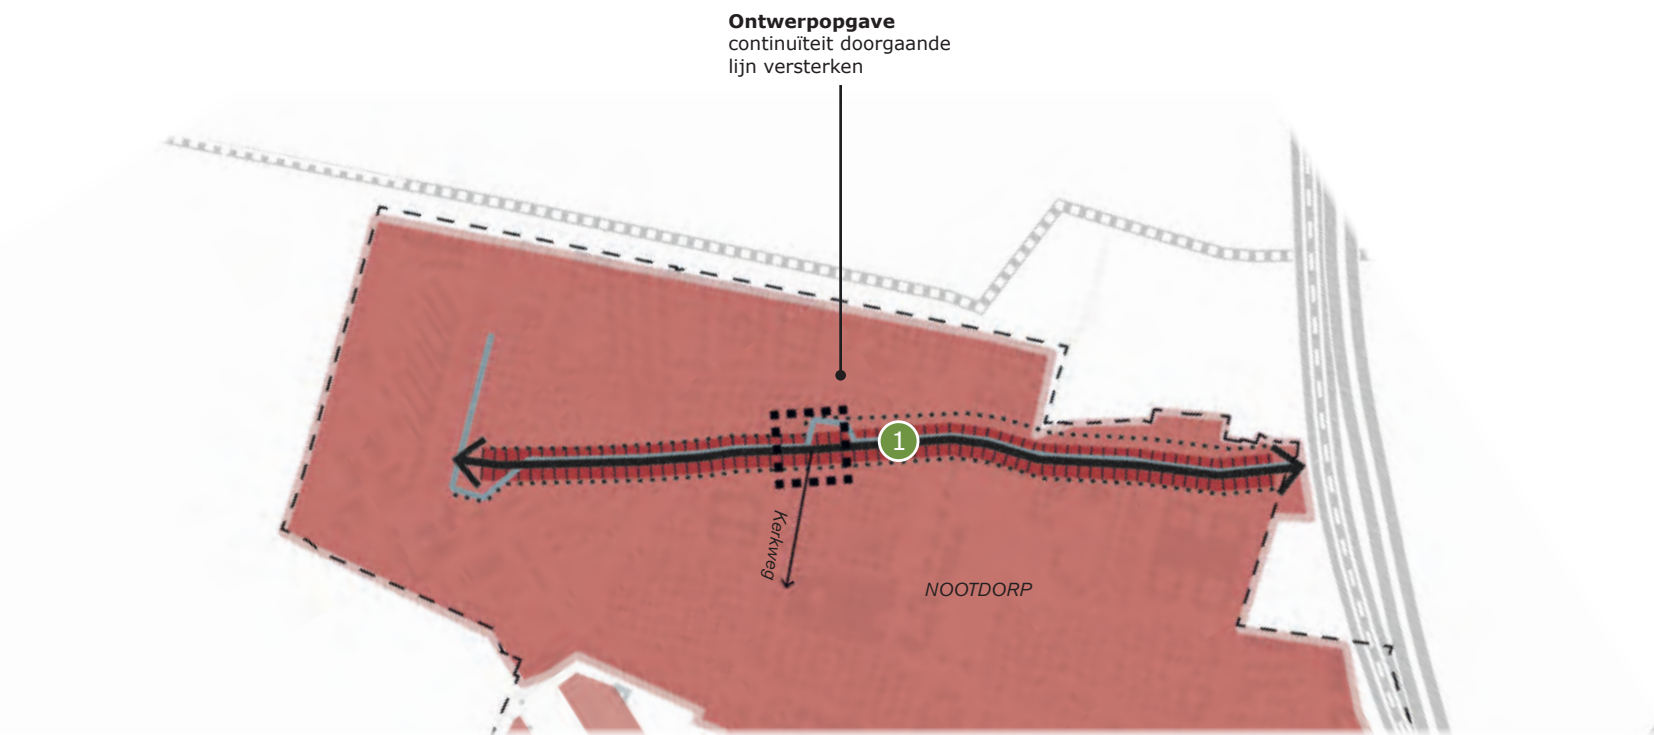 Ontwerpopgave
continuïteit doorgaande
lijn versterken
1
Kerkweg
NOOTDORP